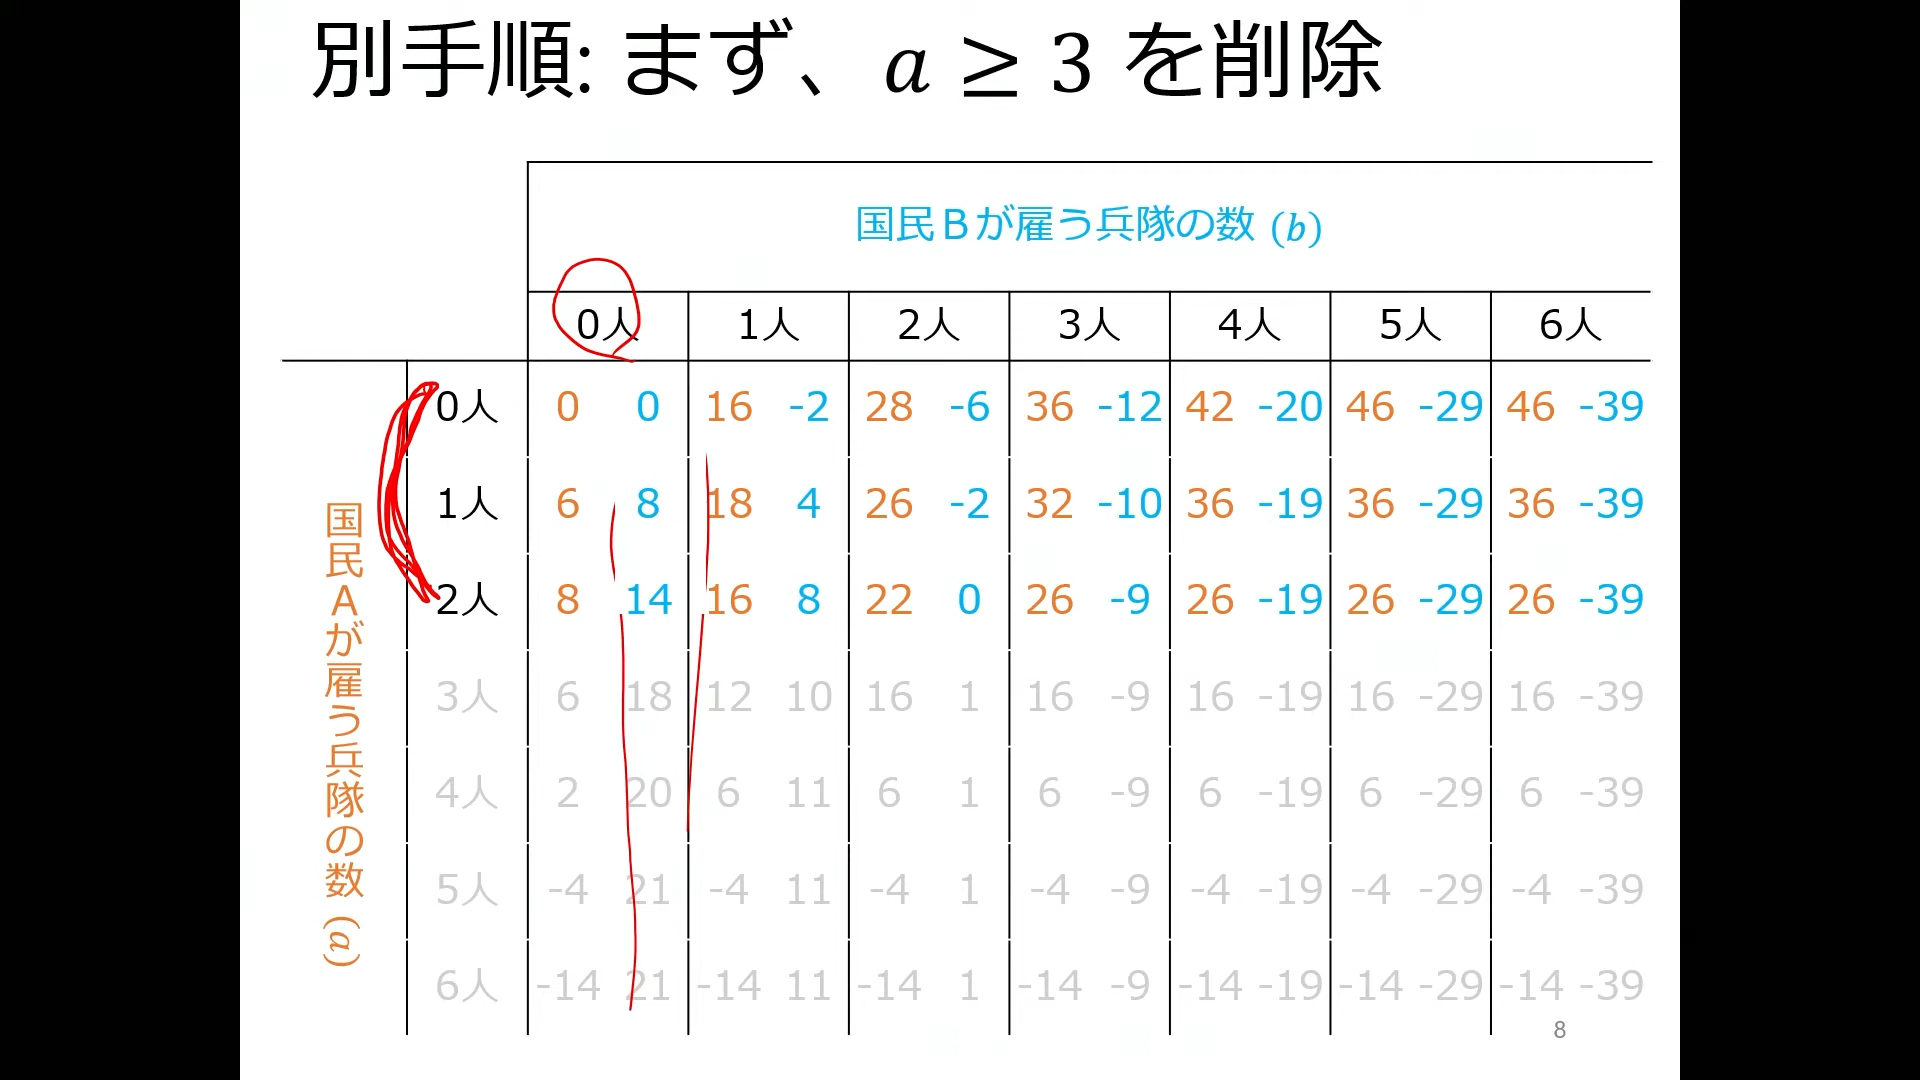 別手順: まず、a ≥ 3 を削除
国民Bが雇う兵隊の数 (b)
0人 1人 2人 3人 4人 5人 6人
国民Aが雇う兵隊の数 (a)
0人 0 0 16 -2 28 -6 36 -12 42 -20 46 -29 46 -39
1人 6 8 18 4 26 -2 32 -10 36 -19 36 -29 36 -39
2人 8 14 16 8 22 0 26 -9 26 -19 26 -29 26 -39
3人 6 18 12 10 16 1 16 -9 16 -19 16 -29 16 -39
4人 2 20 6 11 6 1 6 -9 6 -19 6 -29 6 -39
5人 -4 21 -4 11 -4 1 -4 -9 -4 -19 -4 -29 -4 -39
6人 -14 21 -14 11 -14 1 -14 -9 -14 -19 -14 -29 -14 -39
8